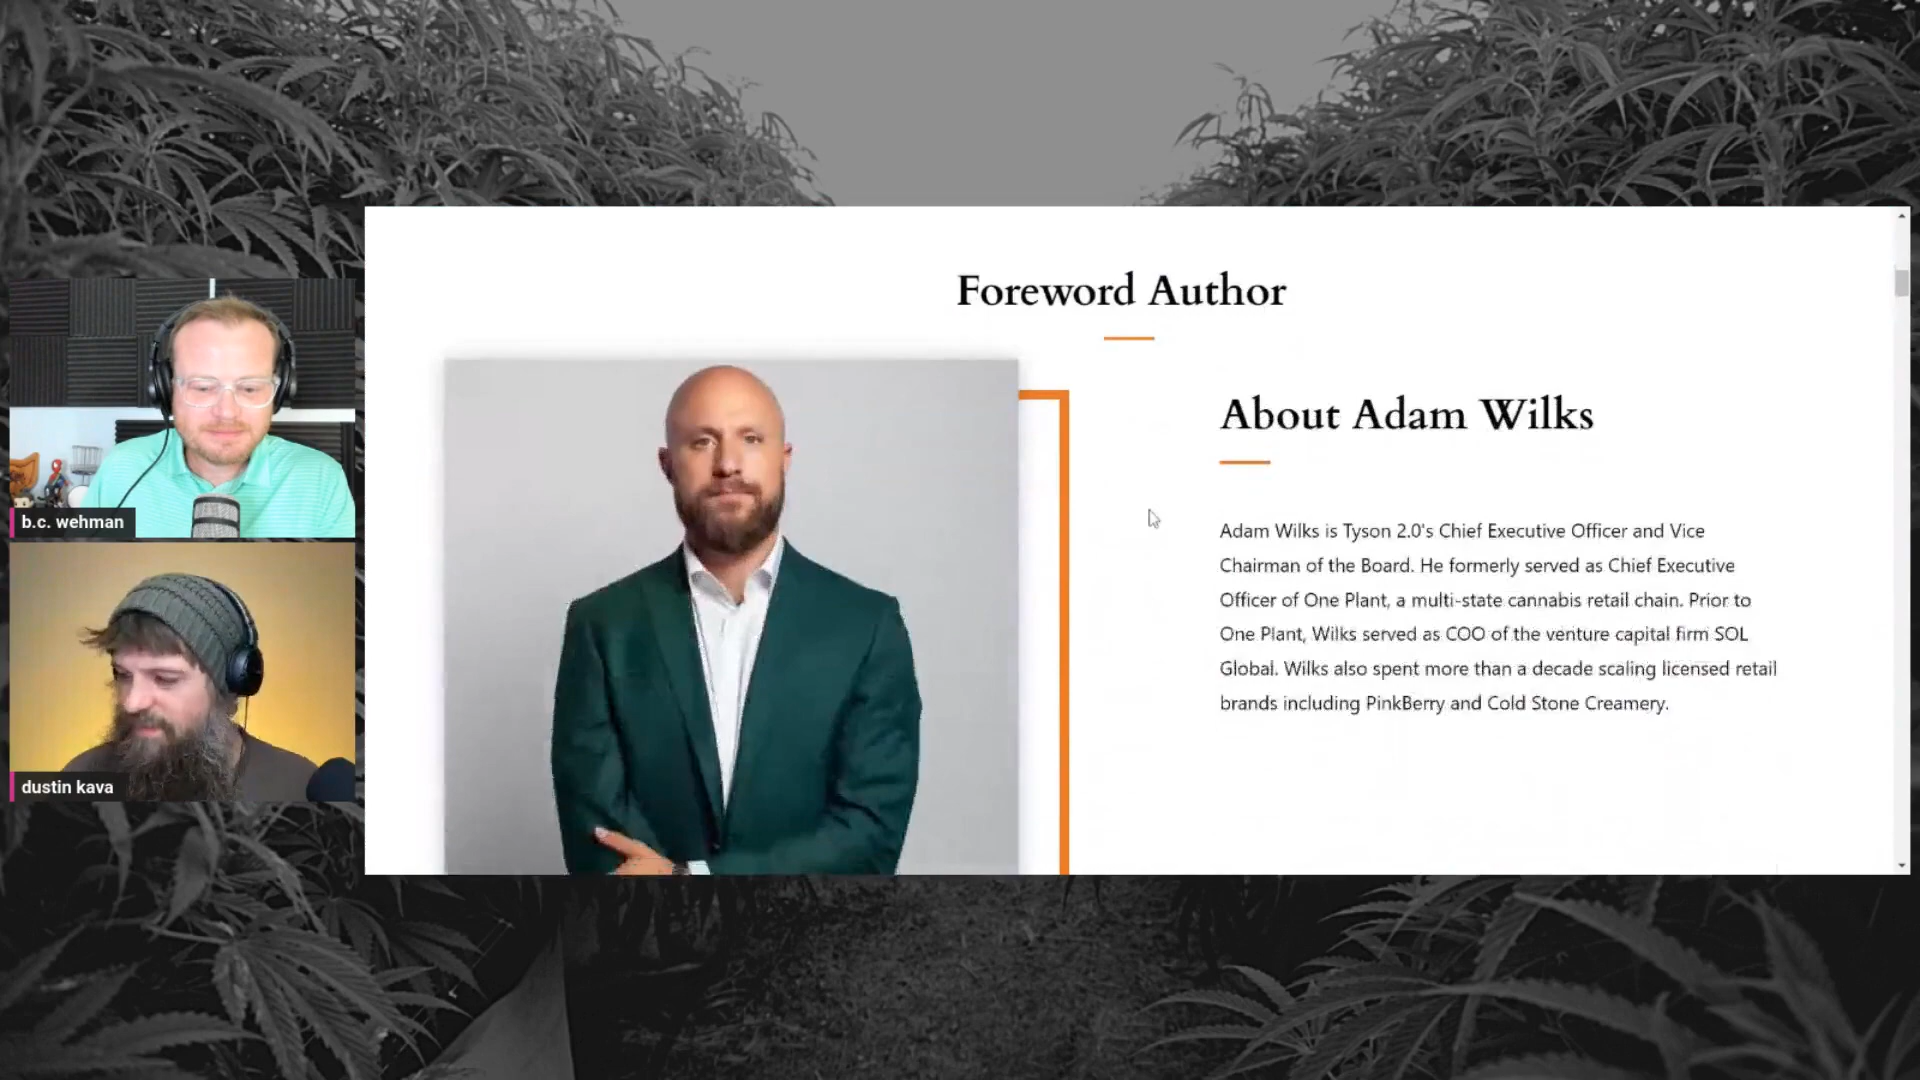 Foreword Author
About Adam Wilks
Adam Wilks is Tyson 2.0's Chief Executive Officer and Vice
Chairman of the Board. He formerly served as Chief Executive
Officer of One Plant, a multi-state cannabis retail chain. Prior to
One Plant, Wilks served as COO of the venture capital firm SOL
Global. Wilks also spent more than a decade scaling licensed retail
brands including PinkBerry and Cold Stone Creamery.
b.c. wehman
dustin kava